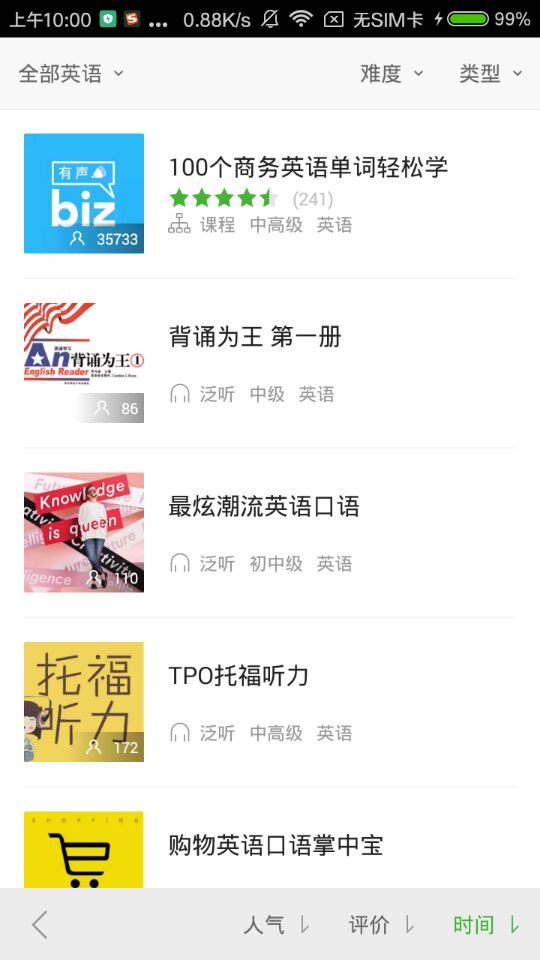 上午10:00 ... 0.88K/s 无SIM卡 99%
全部英语 难度 类型
有声
biz
35733
100个商务英语单词轻松学
(241)
课程 中高级 英语
An
背诵为王①
English Reader
86
背诵为王 第一册
泛听 中级 英语
Knowledge
is queen
110
最炫潮流英语口语
泛听 初中级 英语
托福
听力
172
TPO托福听力
泛听 中高级 英语
SHOPPING
购物英语口语掌中宝
人气 评价 时间